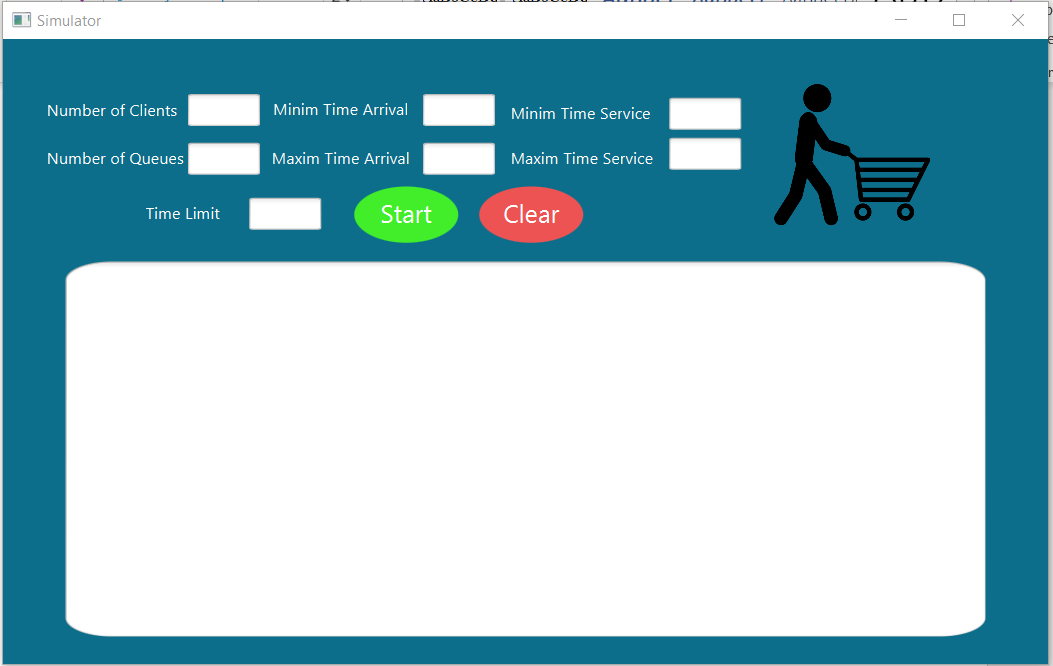 Simulator
Number of Clients Minim Time Arrival Minim Time Service
Number of Queues Maxim Time Arrival Maxim Time Service
Time Limit Start Clear